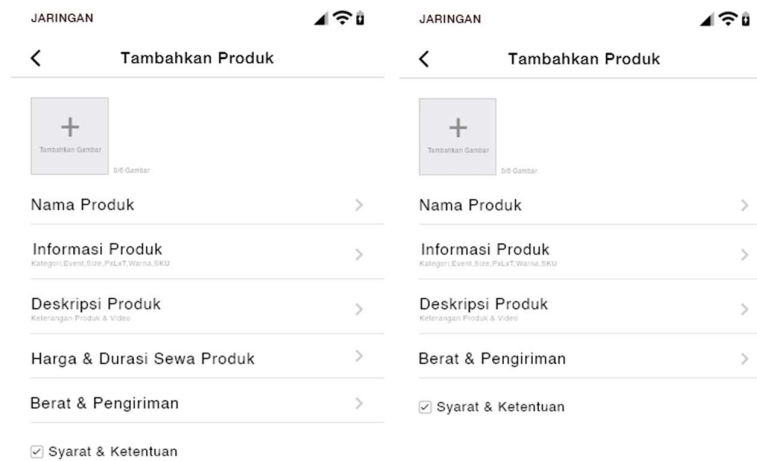 JARINGAN
Tambahkan Produk
Tambahkan Gambar
0/6 Gambar
Nama Produk
Informasi Produk
Kategori,Event,Size,PxLxT,Warna,SKU
Deskripsi Produk
Keterangan Produk & Video
Harga & Durasi Sewa Produk
Berat & Pengiriman
Syarat & Ketentuan
JARINGAN
Tambahkan Produk
Tambahkan Gambar
0/6 Gambar
Nama Produk
Informasi Produk
Kategori,Event,Size,PxLxT,Warna,SKU
Deskripsi Produk
Keterangan Produk & Video
Berat & Pengiriman
Syarat & Ketentuan